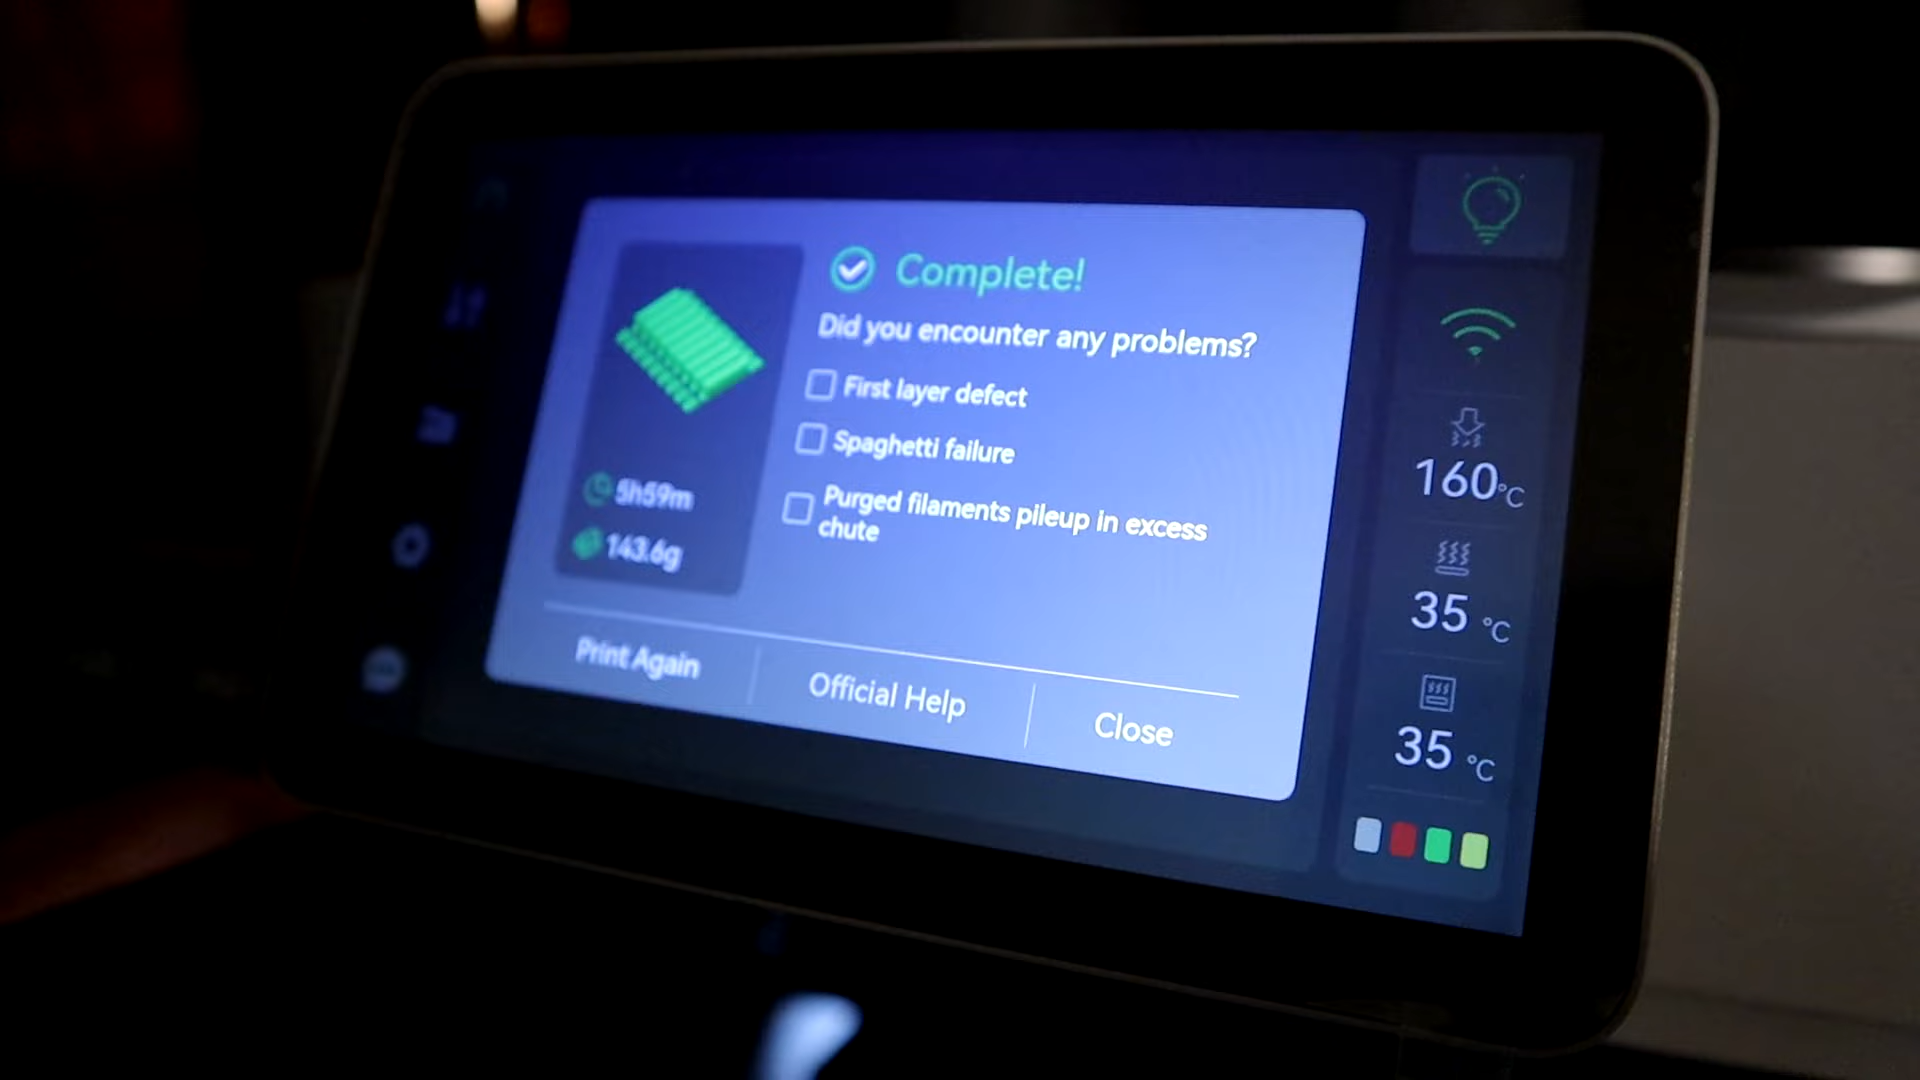 Complete!
Did you encounter any problems?
First layer defect
Spaghetti failure
Purged filaments pileup in excess
chute
5h59m
143.6g
Print Again
Official Help
Close
160°C
35 °C
35 °C